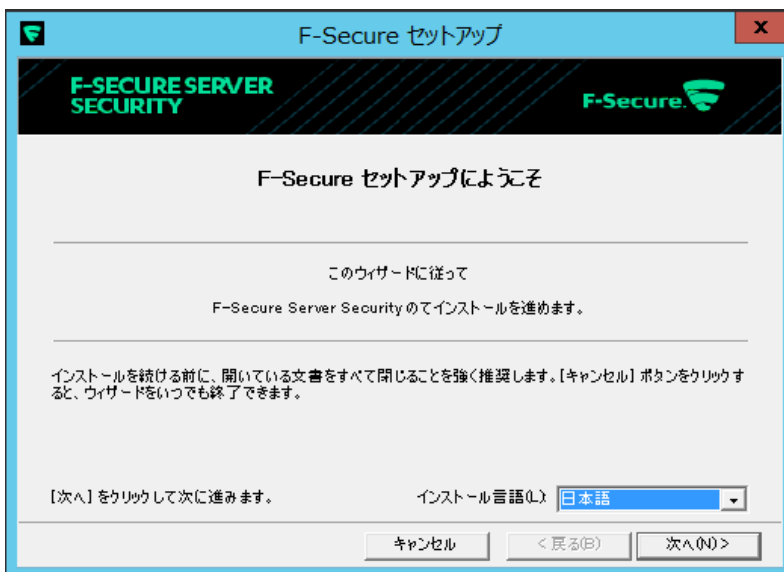 F-Secure セットアップ
F-SECURE SERVER
SECURITY
F-Secure.
F-Secure セットアップにようこそ
このウィザードに従って
F-Secure Server Securityのてインストールを進めます。
インストールを続ける前に、開いている文書をすべて閉じることを強く推奨します。[キャンセル] ボタンをクリックす
ると、ウィザードをいつでも終了できます。
[次へ] をクリックして次に進みます。
インストール言語(L):
日本語
キャンセル
< 戻る(B)
次へ(N) >